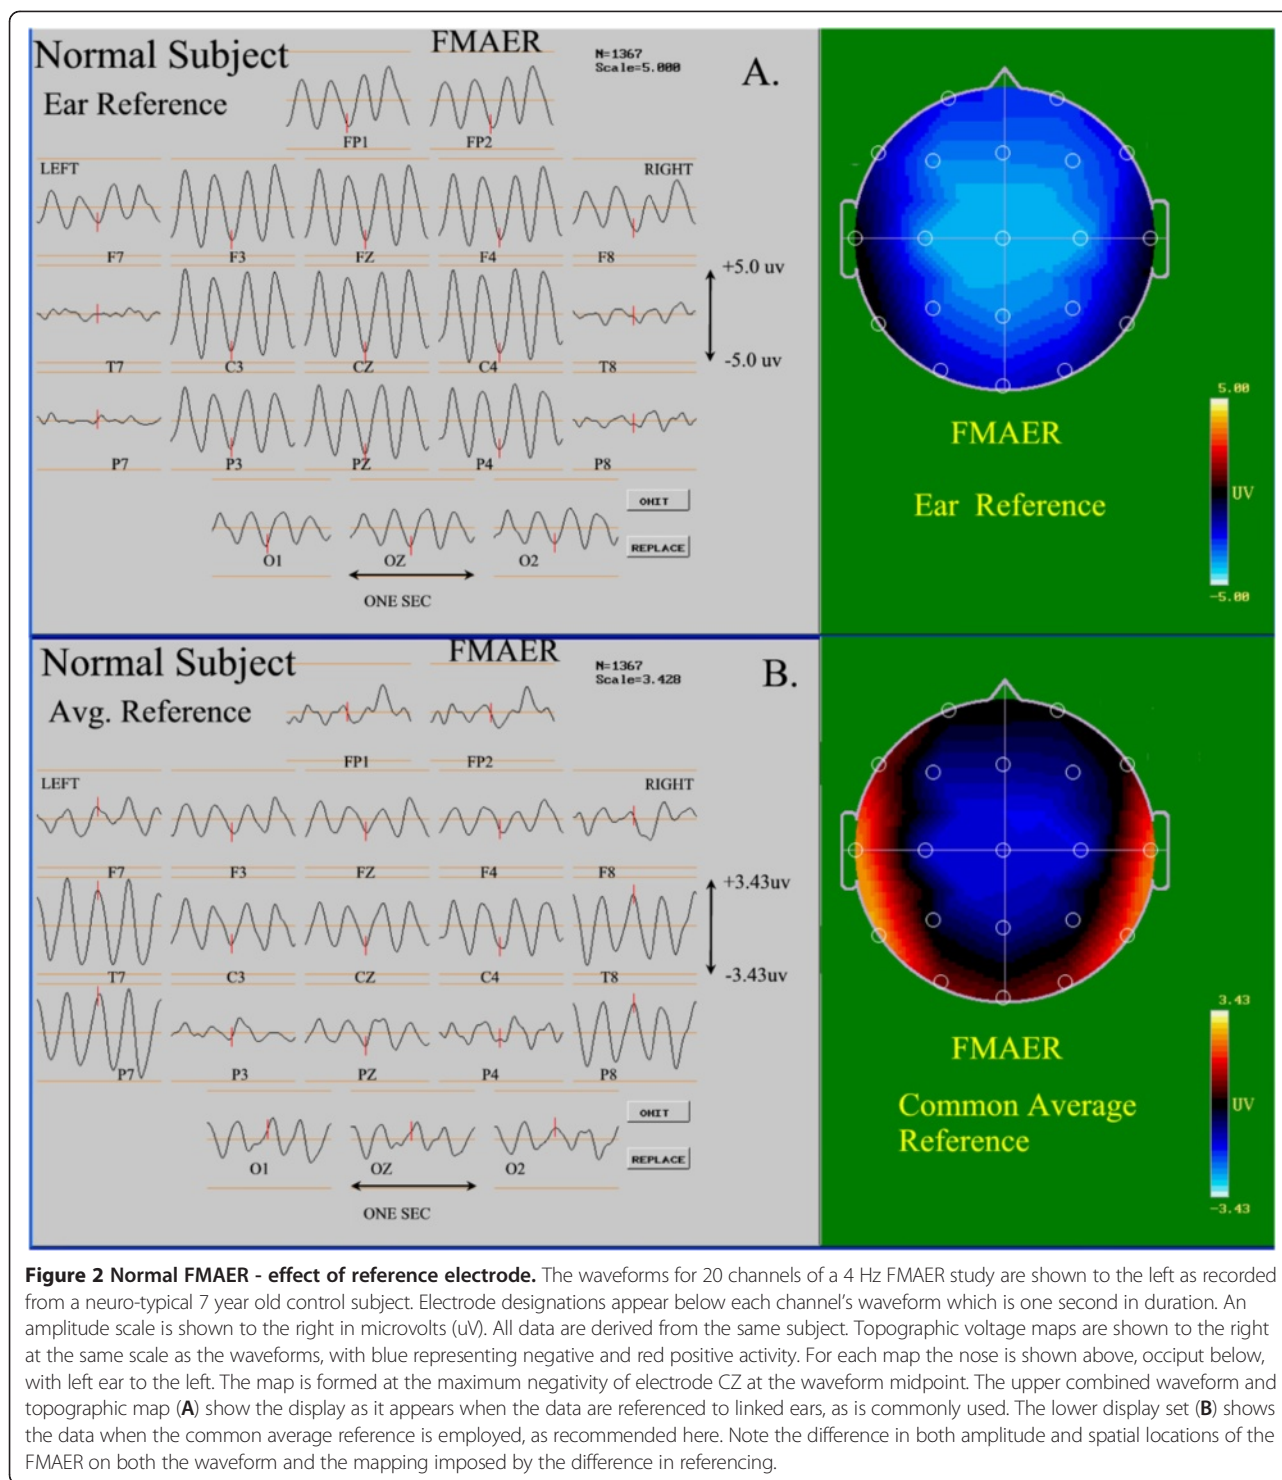 Normal Subject
FMAER
N=1367
Scale=5.000
A.
Ear Reference
FP1
FP2
LEFT
RIGHT
F7
F3
FZ
F4
F8
+5.0 uv
-5.0 uv
T7
C3
CZ
C4
T8
P7
P3
PZ
P4
P8
OMIT
REPLACE
O1
OZ
O2
ONE SEC
5.00
FMAER
UV
Ear Reference
-5.00
Normal Subject
FMAER
N=1367
Scale=3.428
B.
Avg. Reference
FP1
FP2
LEFT
RIGHT
F7
F3
FZ
F4
F8
+3.43uv
-3.43uv
T7
C3
CZ
C4
T8
P7
P3
PZ
P4
P8
OMIT
REPLACE
O1
OZ
O2
ONE SEC
3.43
FMAER
UV
Common Average
Reference
-3.43
Figure 2 Normal FMAER - effect of reference electrode. The waveforms for 20 channels of a 4 Hz FMAER study are shown to the left as recorded
from a neuro-typical 7 year old control subject. Electrode designations appear below each channel's waveform which is one second in duration. An
amplitude scale is shown to the right in microvolts (uV). All data are derived from the same subject. Topographic voltage maps are shown to the right
at the same scale as the waveforms, with blue representing negative and red positive activity. For each map the nose is shown above, occiput below,
with left ear to the left. The map is formed at the maximum negativity of electrode CZ at the waveform midpoint. The upper combined waveform and
topographic map (A) show the display as it appears when the data are referenced to linked ears, as is commonly used. The lower display set (B) shows
the data when the common average reference is employed, as recommended here. Note the difference in both amplitude and spatial locations of the
FMAER on both the waveform and the mapping imposed by the difference in referencing.